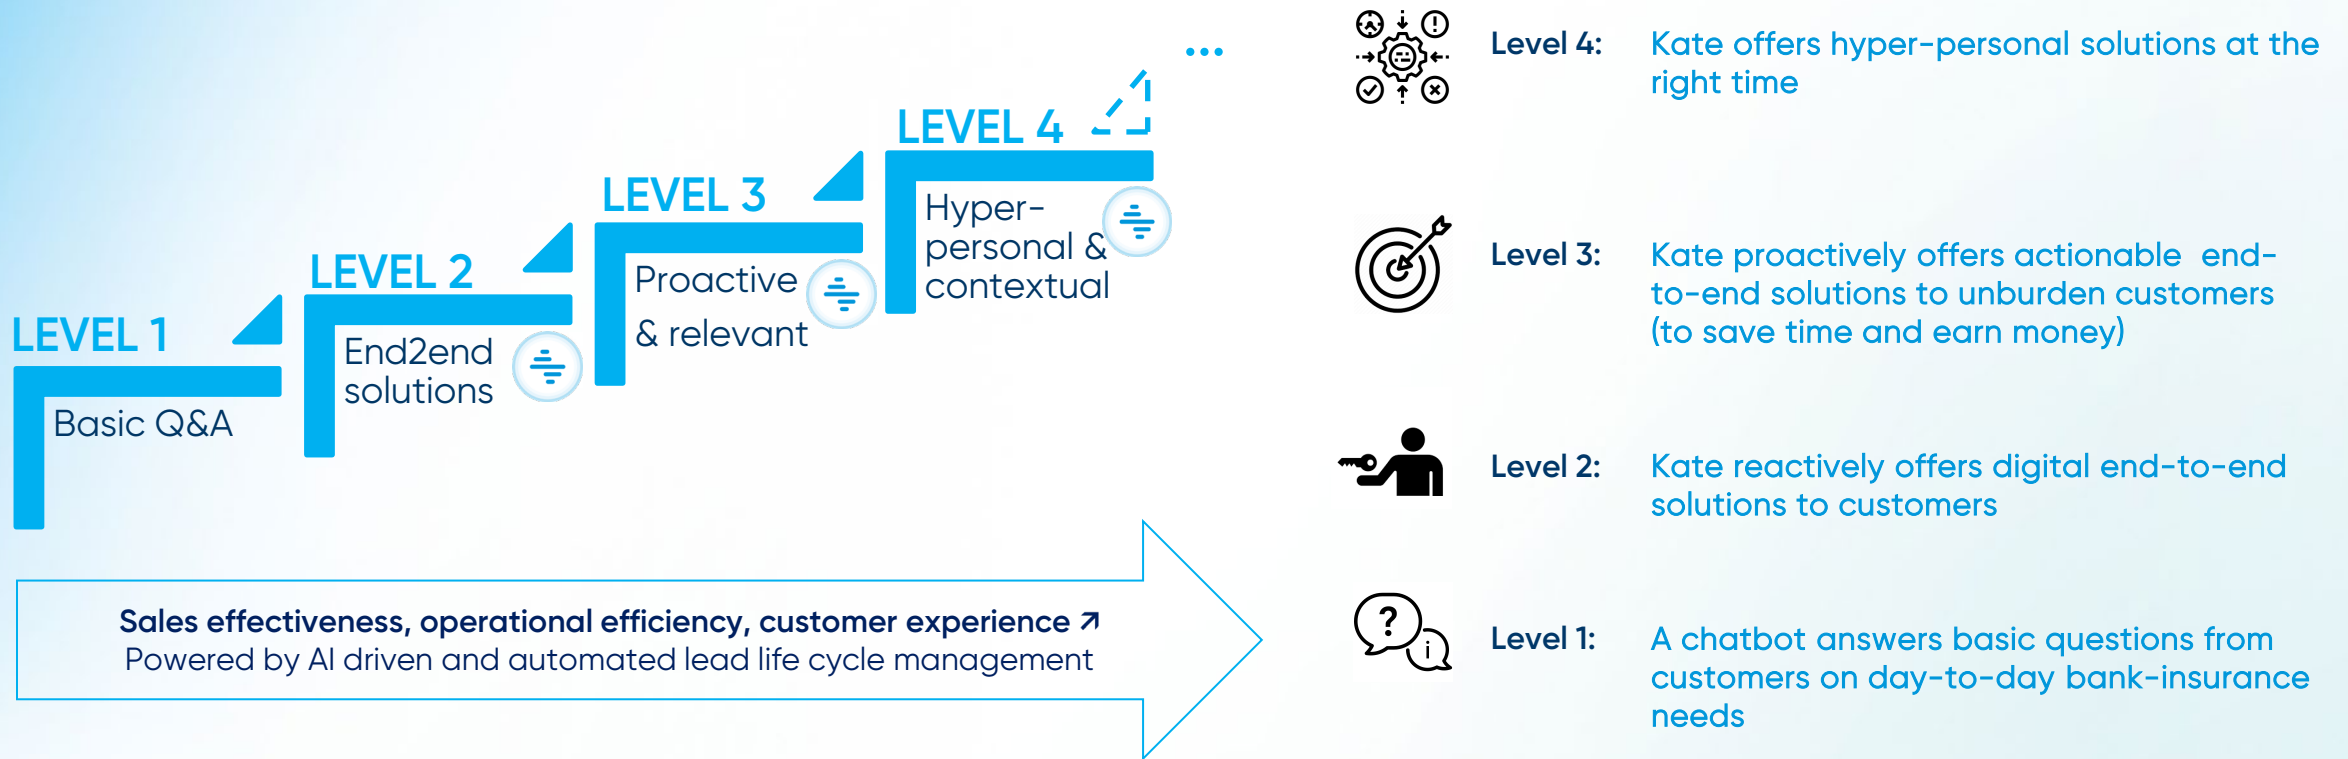 LEVEL 1
Basic Q&A
LEVEL 2
End2end
solutions
LEVEL 3
Proactive
& relevant
LEVEL 4
Hyper-
personal &
contextual
...
Sales effectiveness, operational efficiency, customer experience ↗
Powered by AI driven and automated lead life cycle management
Level 4: Kate offers hyper-personal solutions at the
right time
Level 3: Kate proactively offers actionable end-
to-end solutions to unburden customers
(to save time and earn money)
Level 2: Kate reactively offers digital end-to-end
solutions to customers
? i
Level 1: A chatbot answers basic questions from
customers on day-to-day bank-insurance
needs